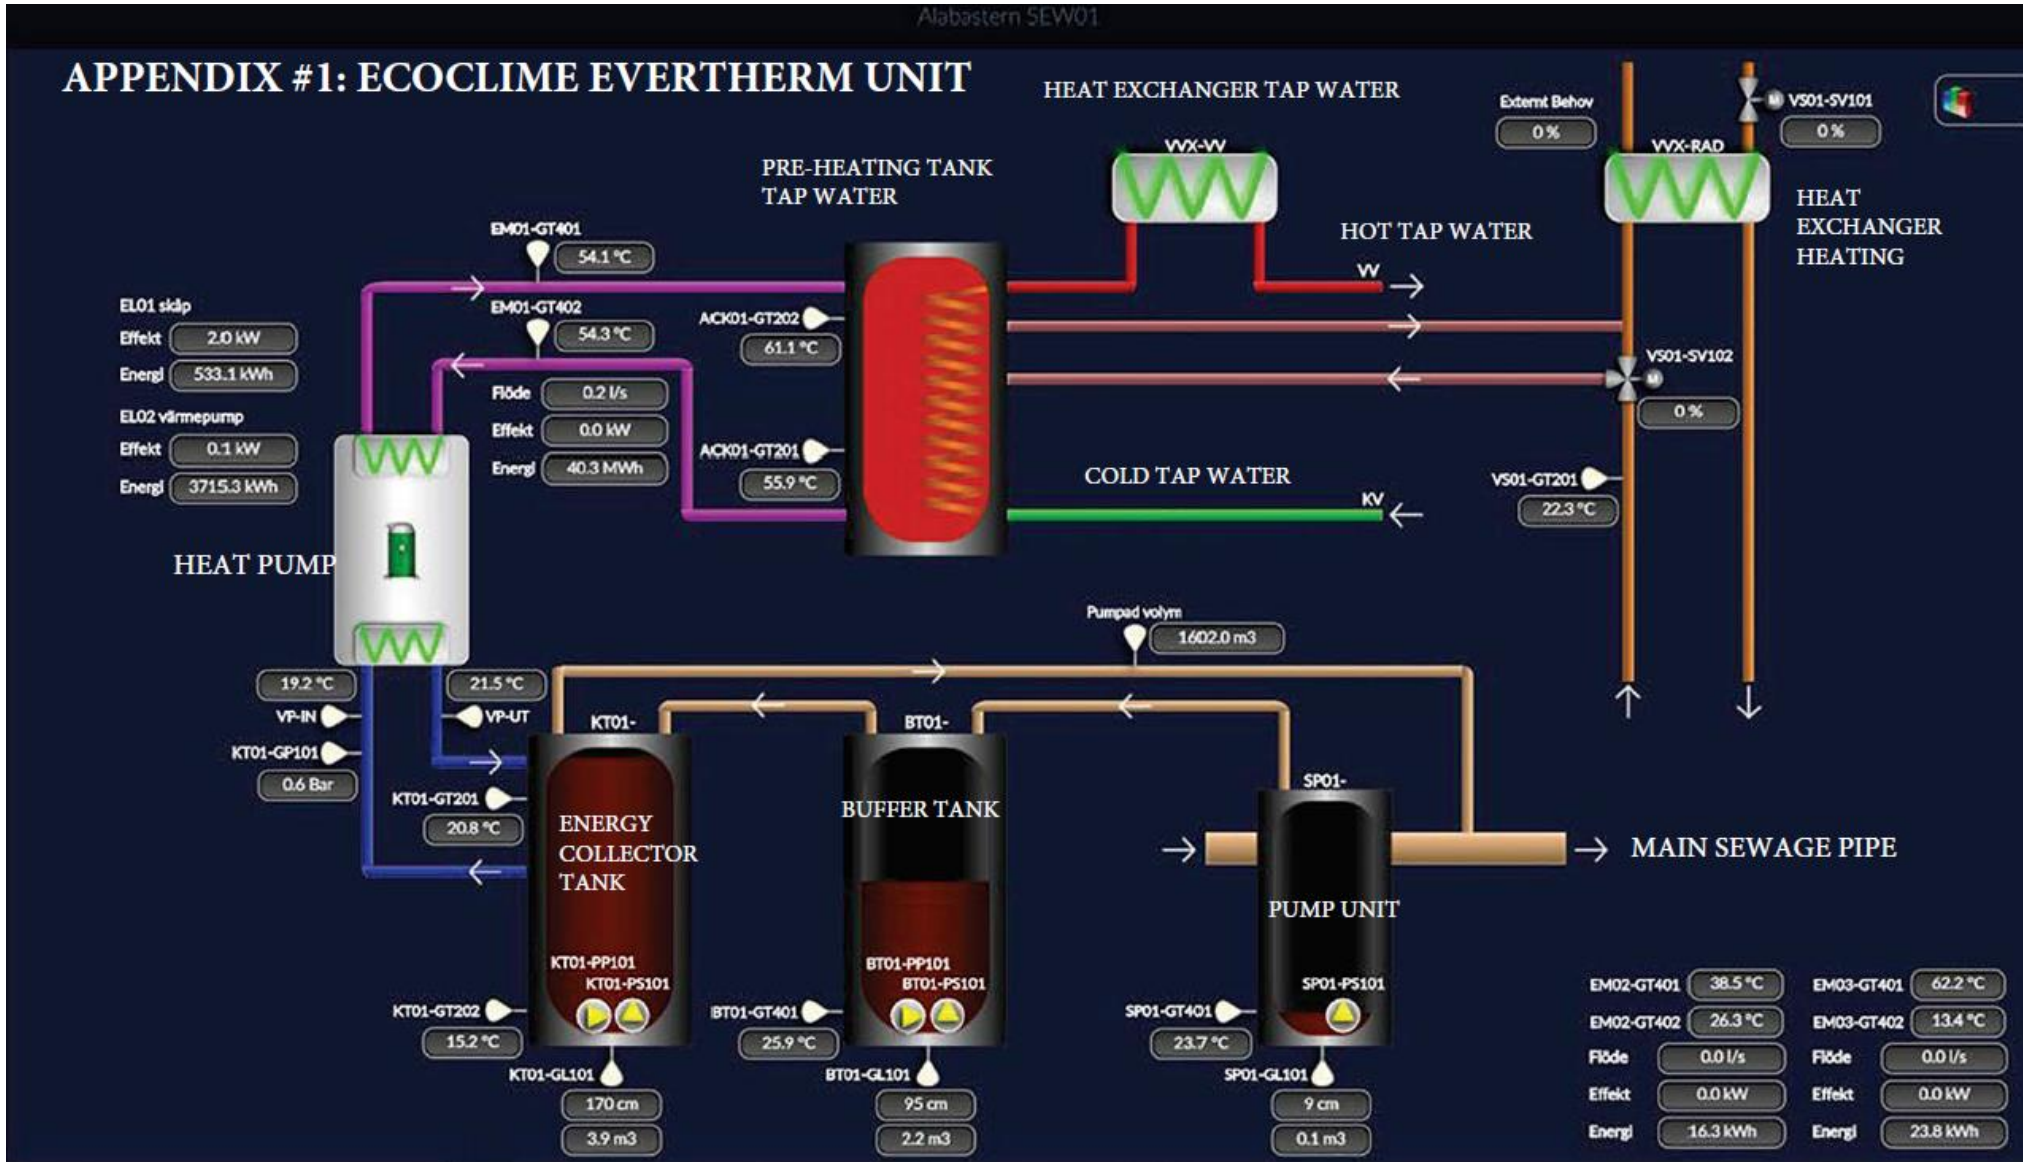 Alabastern SEW01
APPENDIX #1: ECOCLIME EVERTHERM UNIT
HEAT EXCHANGER TAP WATER
Externt Behov
0 %
VS01-SV101
0 %
VVX-VV
VVX-RAD
PRE-HEATING TANK
TAP WATER
HEAT
EXCHANGER
HEATING
EM01-GT401
54.1 °C
HOT TAP WATER
VV
EL01 skåp
Effekt 2.0 kW
Energi 533.1 kWh
EM01-GT402
54.3 °C
ACK01-GT202
61.1 °C
VS01-SV102
0 %
EL02 värmepump
Effekt 0.1 kW
Energi 3715.3 kWh
Flöde 0.2 l/s
Effekt 0.0 kW
Energi 40.3 MWh
ACK01-GT201
55.9 °C
COLD TAP WATER
KV
VS01-GT201
22.3 °C
HEAT PUMP
Pumpad volym
1602.0 m3
19.2 °C
VP-IN
21.5 °C
VP-UT
KT01-GP101
0.6 Bar
KT01-
BT01-
SP01-
KT01-GT201
20.8 °C
ENERGY
COLLECTOR
TANK
BUFFER TANK
MAIN SEWAGE PIPE
PUMP UNIT
KT01-PP101
KT01-PS101
BT01-PP101
BT01-PS101
SP01-PS101
KT01-GT202
15.2 °C
BT01-GT401
25.9 °C
SP01-GT401
23.7 °C
KT01-GL101
170 cm
3.9 m3
BT01-GL101
95 cm
2.2 m3
SP01-GL101
9 cm
0.1 m3
EM02-GT401 38.5 °C
EM02-GT402 26.3 °C
Flöde 0.0 l/s
Effekt 0.0 kW
Energi 16.3 kWh
EM03-GT401 62.2 °C
EM03-GT402 13.4 °C
Flöde 0.0 l/s
Effekt 0.0 kW
Energi 23.8 kWh